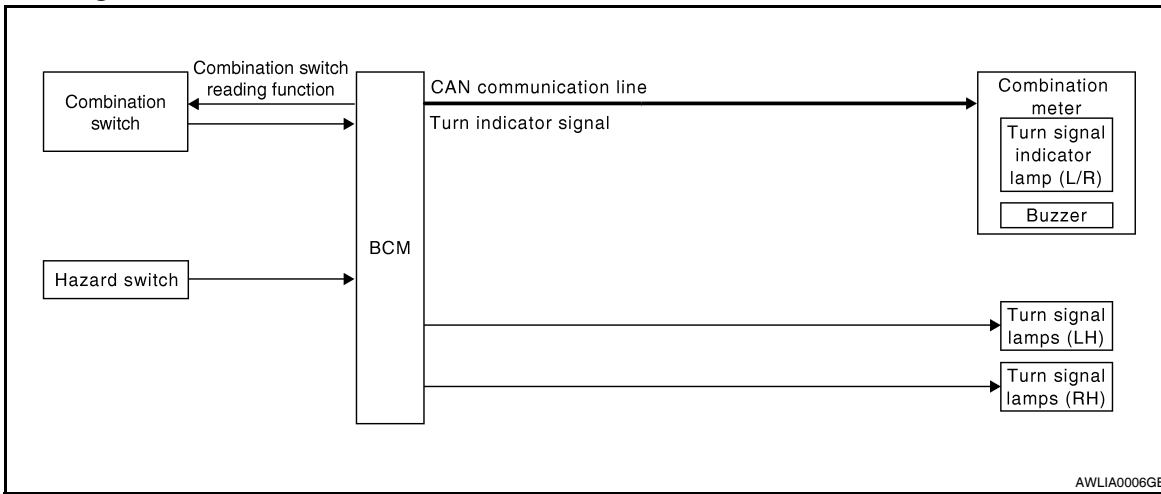 Combination
switch
Combination switch
reading function
BCM
CAN communication line
Turn indicator signal
Combination
meter
Turn signal
indicator
lamp (L/R)
Buzzer
Hazard switch
Turn signal
lamps (LH)
Turn signal
lamps (RH)